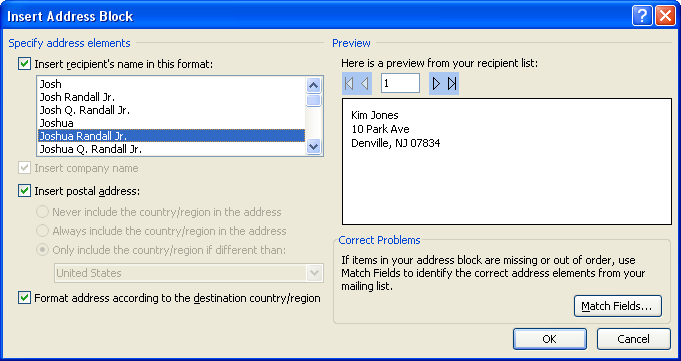 Insert Address Block
Specify address elements
Insert recipient's name in this format:
Josh
Josh Randall Jr.
Josh Q. Randall Jr.
Joshua
Joshua Randall Jr.
Joshua Q. Randall Jr.
Insert company name
Insert postal address:
Never include the country/region in the address
Always include the country/region in the address
Only include the country/region if different than:
United States
Format address according to the destination country/region
Preview
Here is a preview from your recipient list:
1
Kim Jones
10 Park Ave
Denville, NJ 07834
Correct Problems
If items in your address block are missing or out of order, use
Match Fields to identify the correct address elements from your
mailing list.
Match Fields...
OK
Cancel